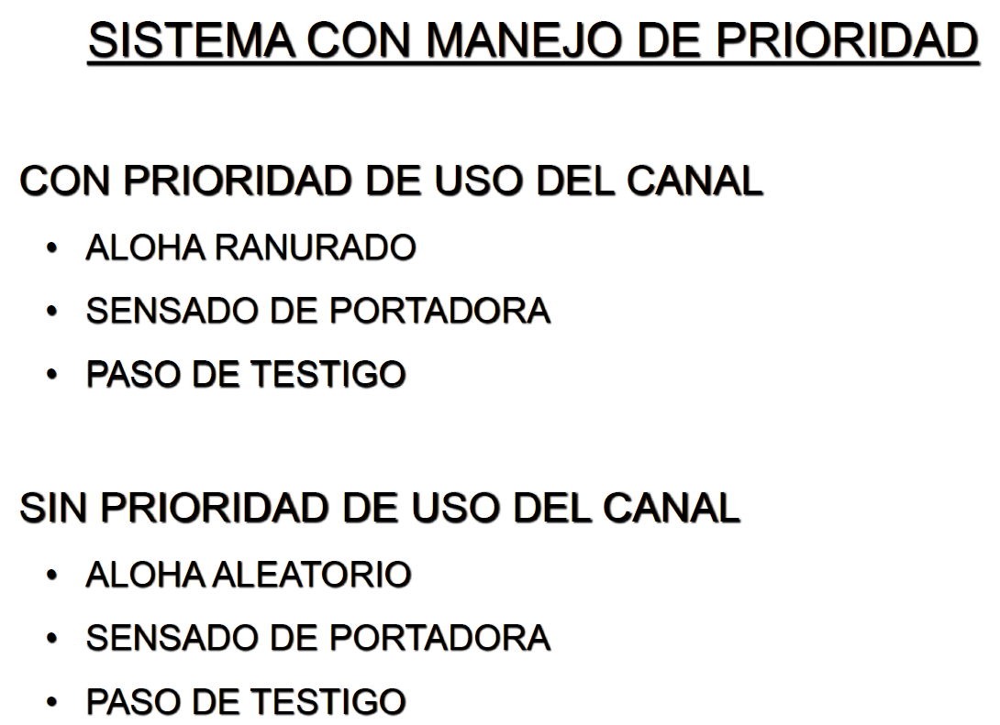 SISTEMA CON MANEJO DE PRIORIDAD
CON PRIORIDAD DE USO DEL CANAL
• ALOHA RANURADO
• SENSADO DE PORTADORA
• PASO DE TESTIGO
SIN PRIORIDAD DE USO DEL CANAL
• ALOHA ALEATORIO
• SENSADO DE PORTADORA
• PASO DE TESTIGO